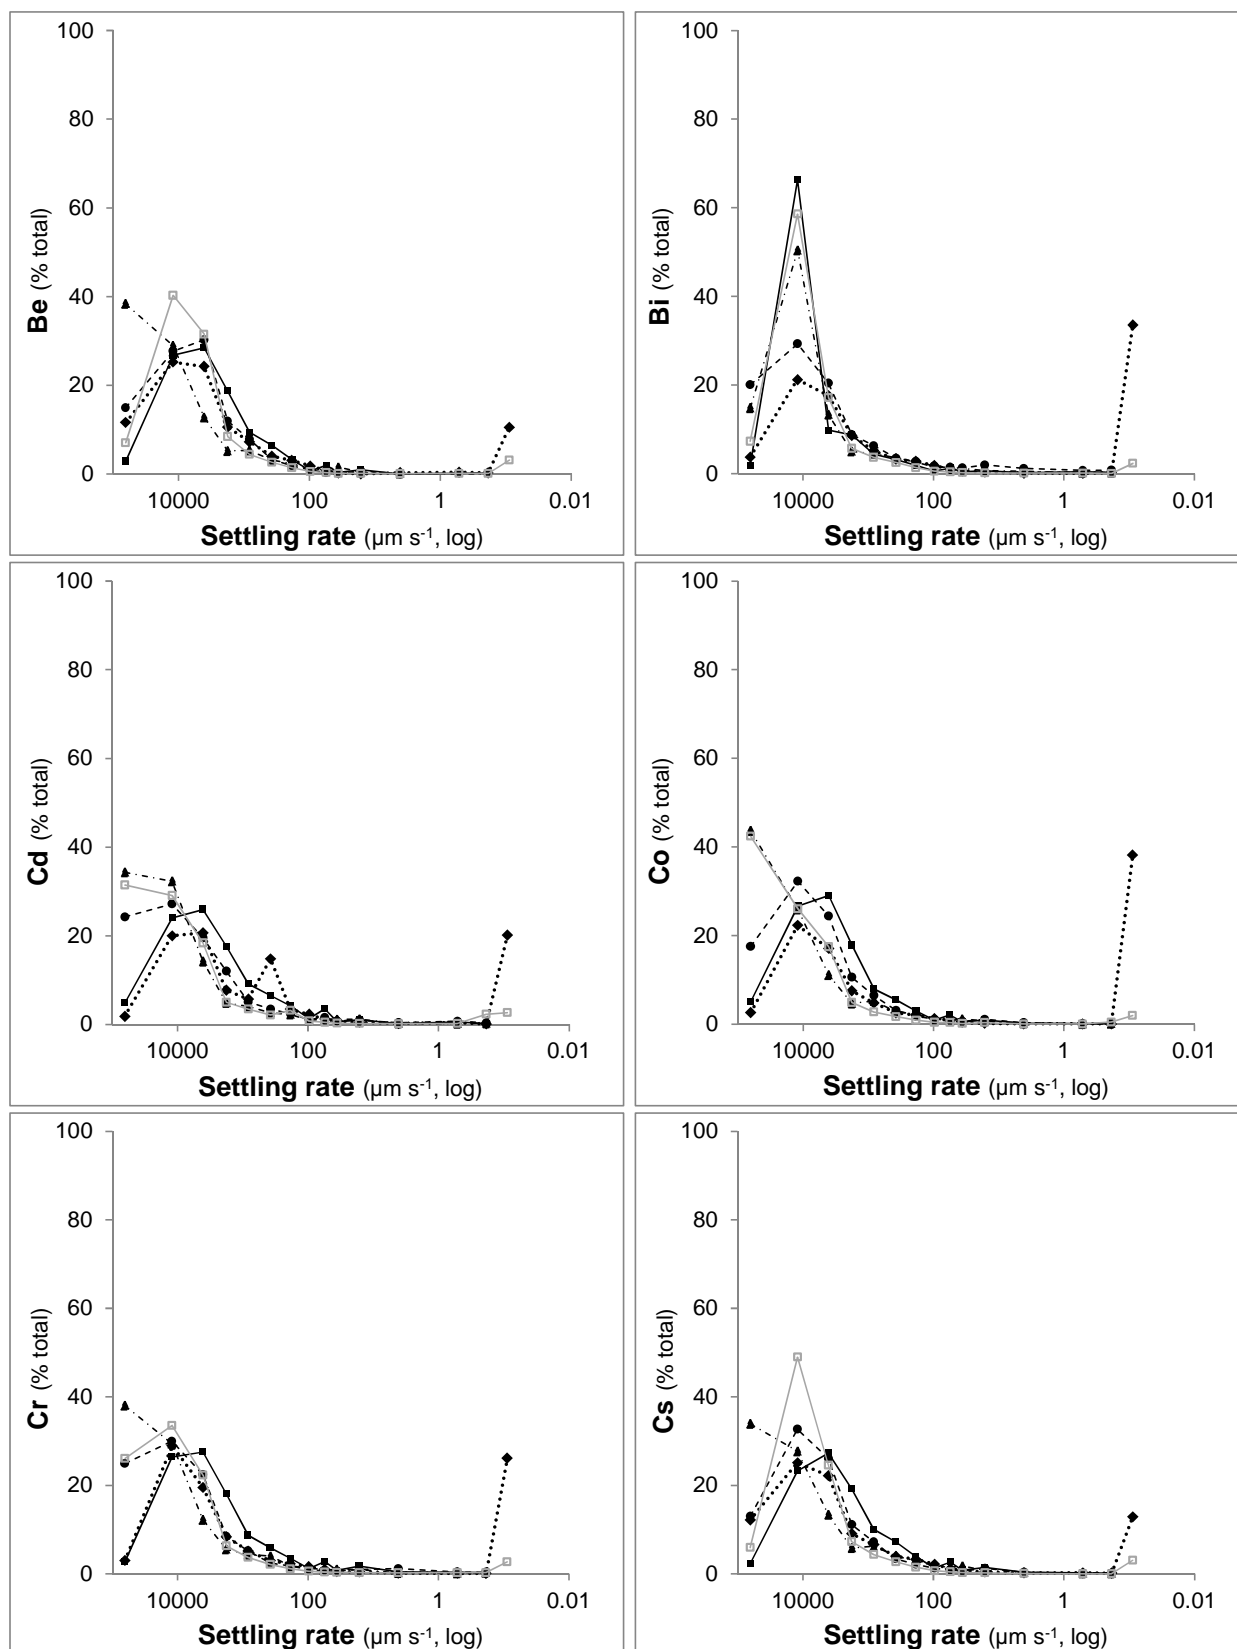 100
80
60
40
20
0
Be (% total)
10000 100 1 0.01
Settling rate (µm s⁻¹, log)
100
80
60
40
20
0
Bi (% total)
10000 100 1 0.01
Settling rate (µm s⁻¹, log)
100
80
60
40
20
0
Cd (% total)
10000 100 1 0.01
Settling rate (µm s⁻¹, log)
100
80
60
40
20
0
Co (% total)
10000 100 1 0.01
Settling rate (µm s⁻¹, log)
100
80
60
40
20
0
Cr (% total)
10000 100 1 0.01
Settling rate (µm s⁻¹, log)
100
80
60
40
20
0
Cs (% total)
10000 100 1 0.01
Settling rate (µm s⁻¹, log)